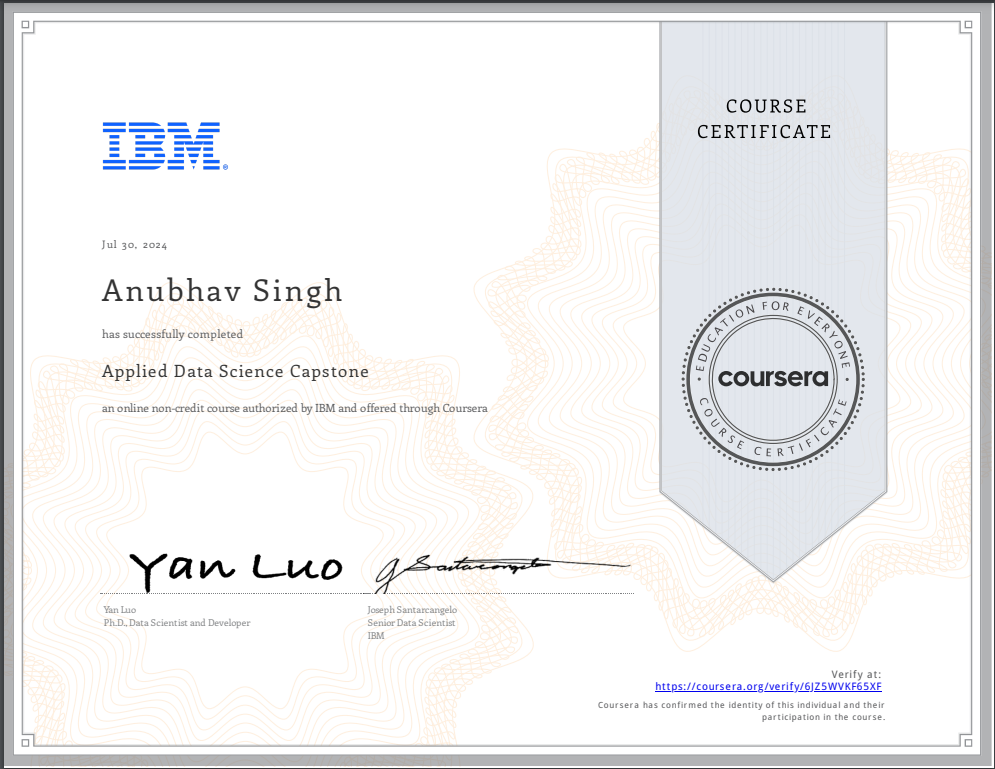 COURSE
CERTIFICATE
IBM®
Jul 30, 2024
Anubhav Singh
has successfully completed
Applied Data Science Capstone
an online non-credit course authorized by IBM and offered through Coursera
EDUCATION FOR EVERYONE
coursera
COURSE CERTIFICATE
Yan Luo
J Santarcangelo
Yan Luo
Ph.D., Data Scientist and Developer
Joseph Santarcangelo
Senior Data Scientist
IBM
Verify at:
https://coursera.org/verify/6JZ5WVKF65XF
Coursera has confirmed the identity of this individual and their
participation in the course.